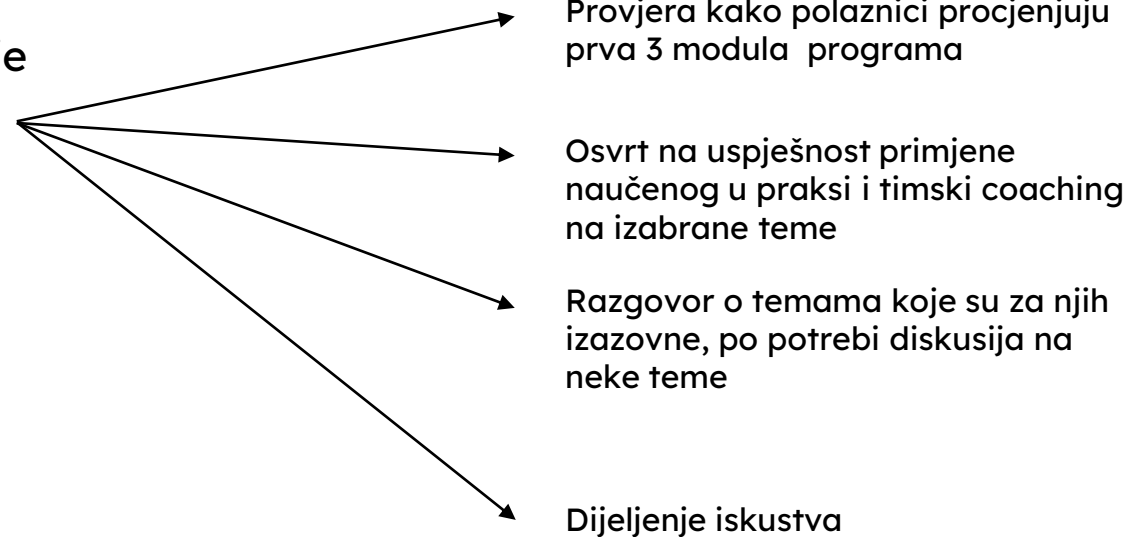 e
Provjera kako polaznici procjenjuju
prva 3 modula programa
Osvrt na uspješnost primjene
naučenog u praksi i timski coaching
na izabrane teme
Razgovor o temama koje su za njih
izazovne, po potrebi diskusija na
neke teme
Dijeljenje iskustva